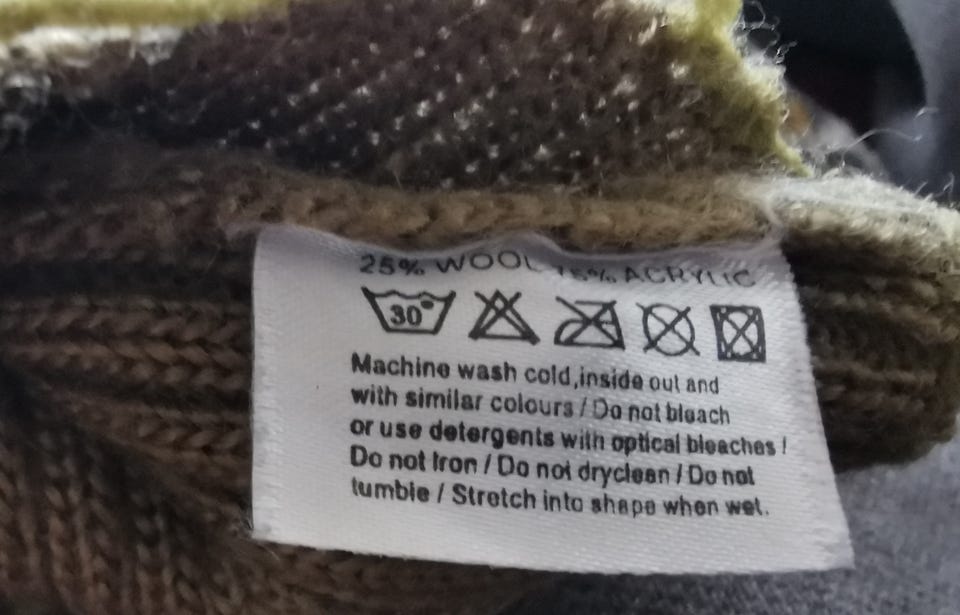 25% WOOL 75% ACRYLIC
30°
Machine wash cold,inside out and
with similar colours / Do not bleach
or use detergents with optical bleaches /
Do not Iron / Do not dryclean / Do not
tumble / Stretch into shape when wet.